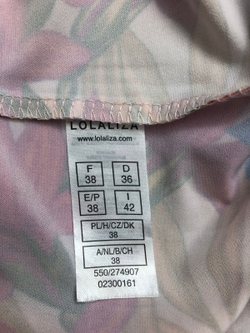 LOLALIZA
www.lolaliza.com
F D
38 36
E/P I
38 42
PL/H/CZ/DK
38
A/NL/B/CH
38
550/274907
02300161